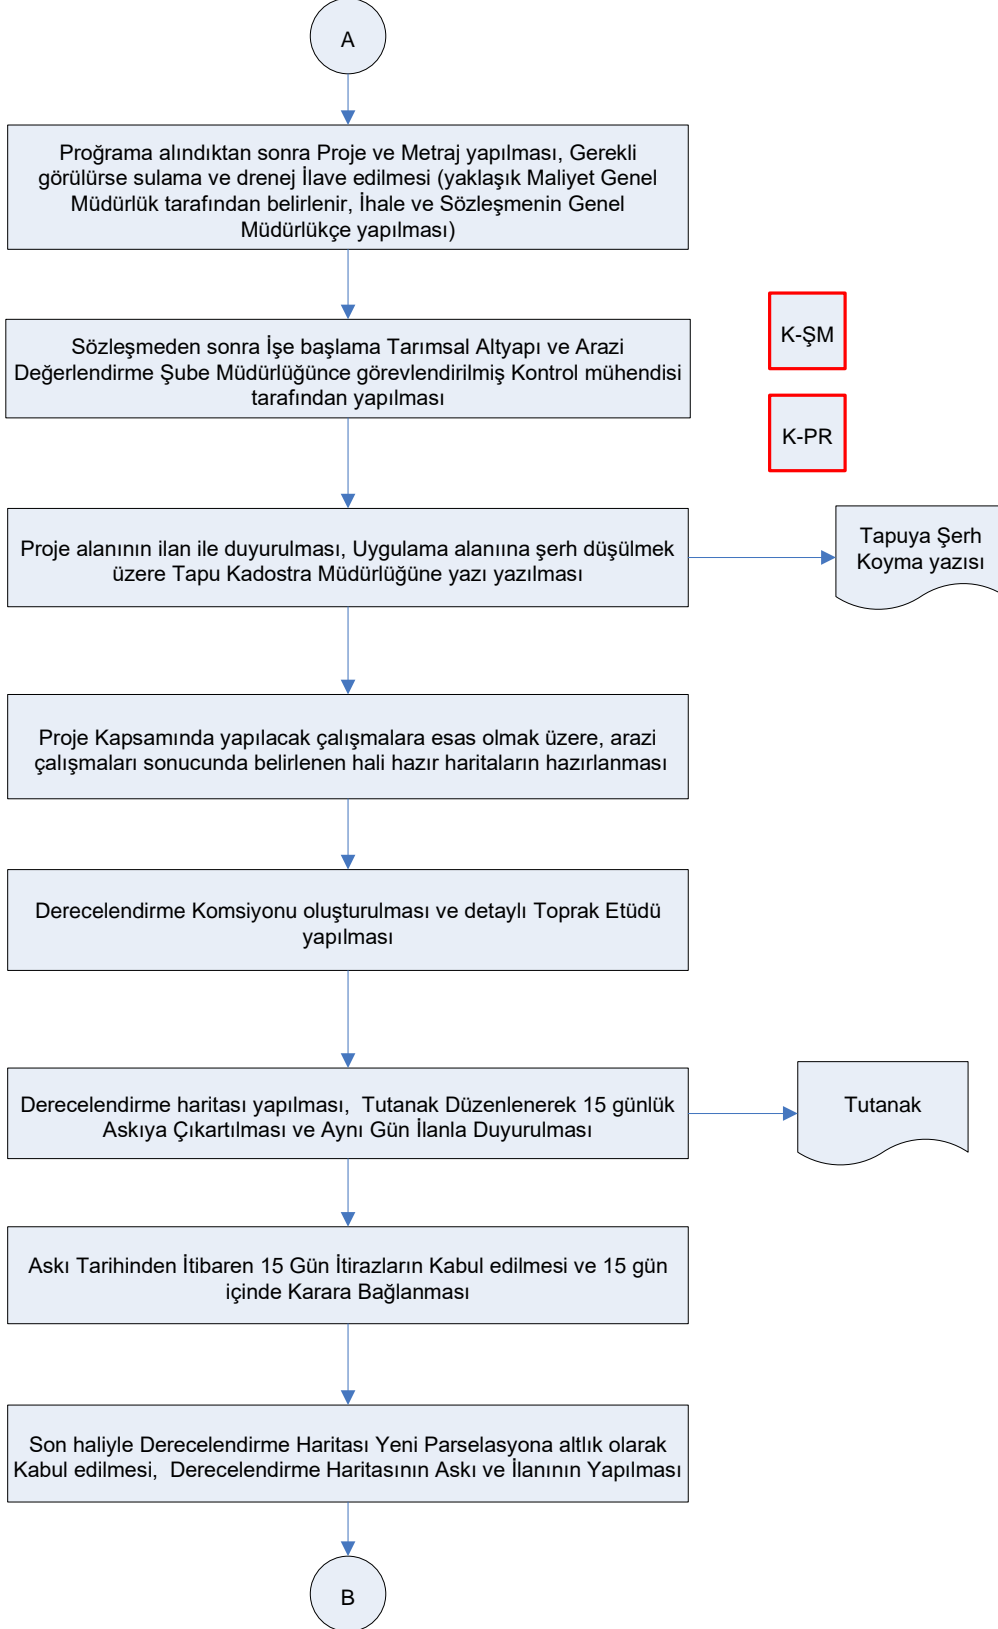 A
Proğrama alındıktan sonra Proje ve Metraj yapılması, Gerekli
görülürse sulama ve drenej İlave edilmesi (yaklaşık Maliyet Genel
Müdürlük tarafından belirlenir, İhale ve Sözleşmenin Genel
Müdürlükçe yapılması)
Sözleşmeden sonra İşe başlama Tarımsal Altyapı ve Arazi
Değerlendirme Şube Müdürlüğünce görevlendirilmiş Kontrol mühendisi
tarafından yapılması
K-ŞM
K-PR
Proje alanının ilan ile duyurulması, Uygulama alanıına şerh düşülmek
üzere Tapu Kadostra Müdürlüğüne yazı yazılması
Tapuya Şerh
Koyma yazısı
Proje Kapsamında yapılacak çalışmalara esas olmak üzere, arazi
çalışmaları sonucunda belirlenen hali hazır haritaların hazırlanması
Derecelendirme Komsiyonu oluşturulması ve detaylı Toprak Etüdü
yapılması
Derecelendirme haritası yapılması,  Tutanak Düzenlenerek 15 günlük
Askıya Çıkartılması ve Aynı Gün İlanla Duyurulması
Tutanak
Askı Tarihinden İtibaren 15 Gün İtirazların Kabul edilmesi ve 15 gün
içinde Karara Bağlanması
Son haliyle Derecelendirme Haritası Yeni Parselasyona altlık olarak
Kabul edilmesi,  Derecelendirme Haritasının Askı ve İlanının Yapılması
B